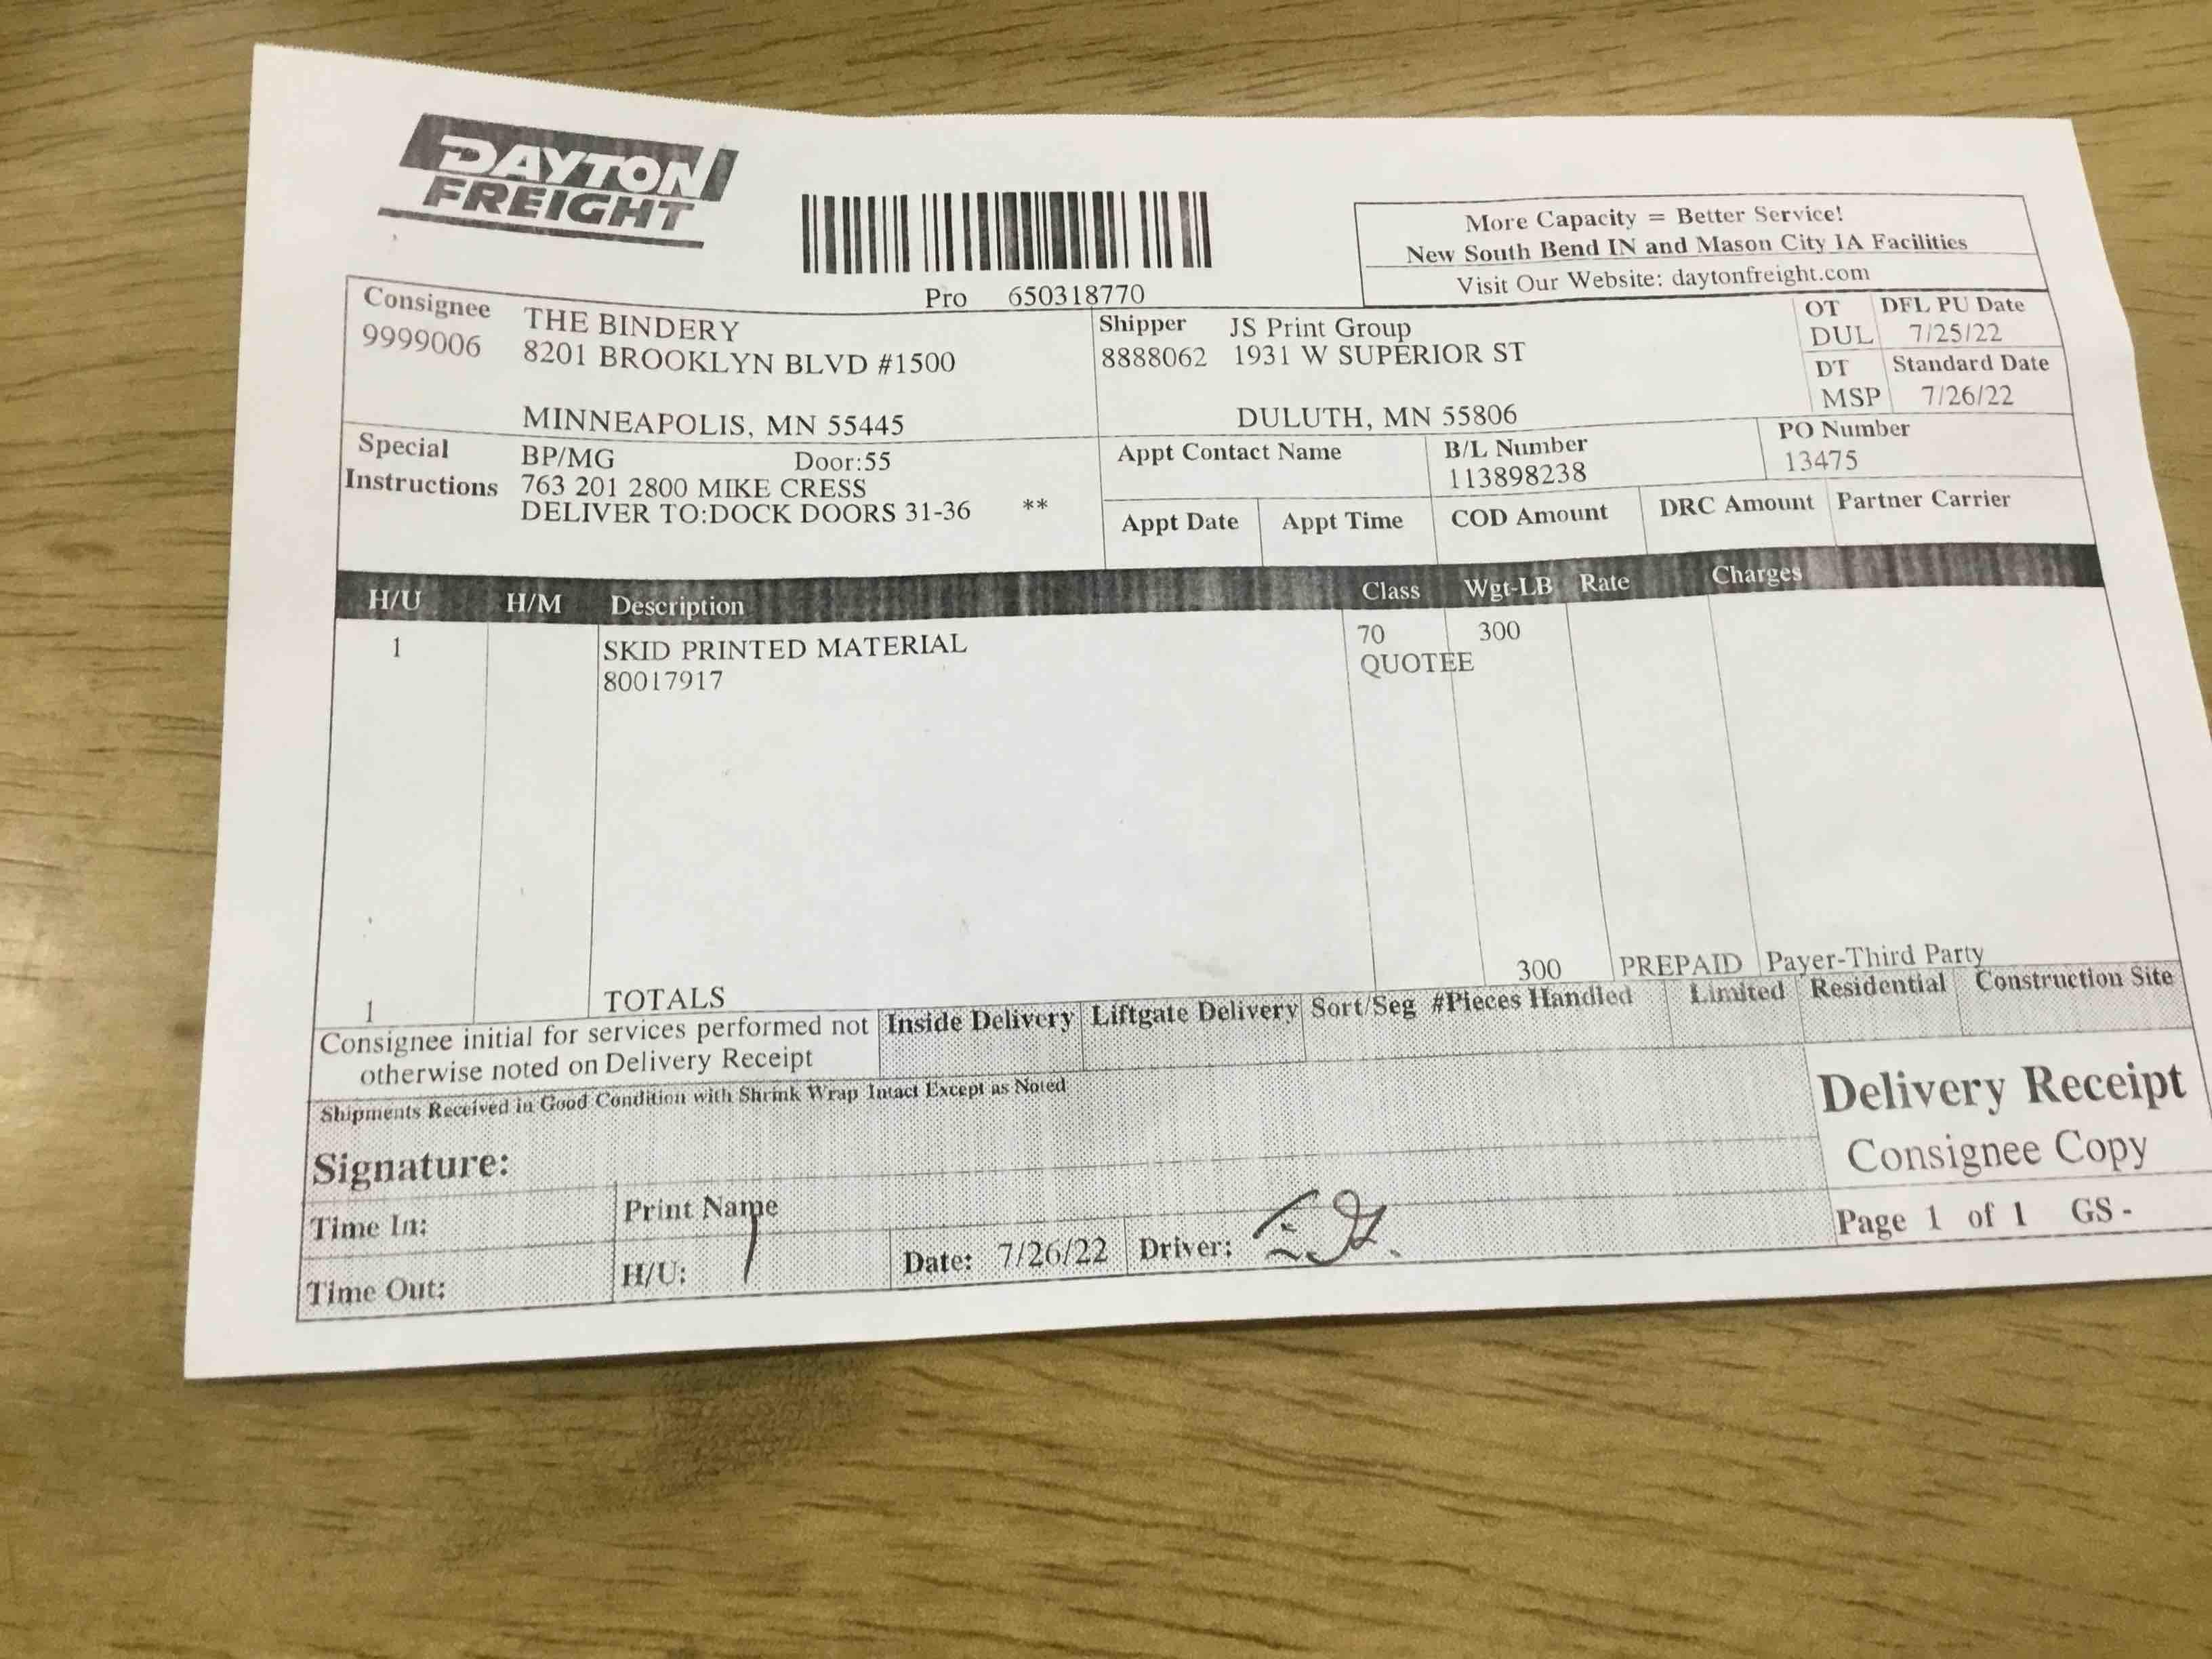 DAYTON
FREIGHT
Pro 650318770
More Capacity = Better Service!
New South Bend IN and Mason City IA Facilities
Visit Our Website: daytonfreight.com
Consignee THE BINDERY
9999006 8201 BROOKLYN BLVD #1500
MINNEAPOLIS, MN 55445
Shipper JS Print Group
8888062 1931 W SUPERIOR ST
DULUTH, MN 55806
OT DFL PU Date
DUL 7/25/22
DT Standard Date
MSP 7/26/22
Special BP/MG Door:55
Instructions 763 201 2800 MIKE CRESS
DELIVER TO:DOCK DOORS 31-36 **
Appt Contact Name
B/L Number
113898238
PO Number
13475
Appt Date Appt Time COD Amount DRC Amount Partner Carrier
H/U H/M Description Class Wgt-LB Rate Charges
1 SKID PRINTED MATERIAL 70 300
80017917 QUOTEE
1 TOTALS 300 PREPAID Payer-Third Party
Consignee initial for services performed not
otherwise noted on Delivery Receipt
Inside Delivery Liftgate Delivery Sort/Seg #Pieces Handled Limited Residential Construction Site
Shipments Received in Good Condition with Shrink Wrap Intact Except as Noted
Signature:
Delivery Receipt
Consignee Copy
Time In: Print Name
Time Out: H/U: 1 Date: 7/26/22 Driver:
Page 1 of 1 GS -